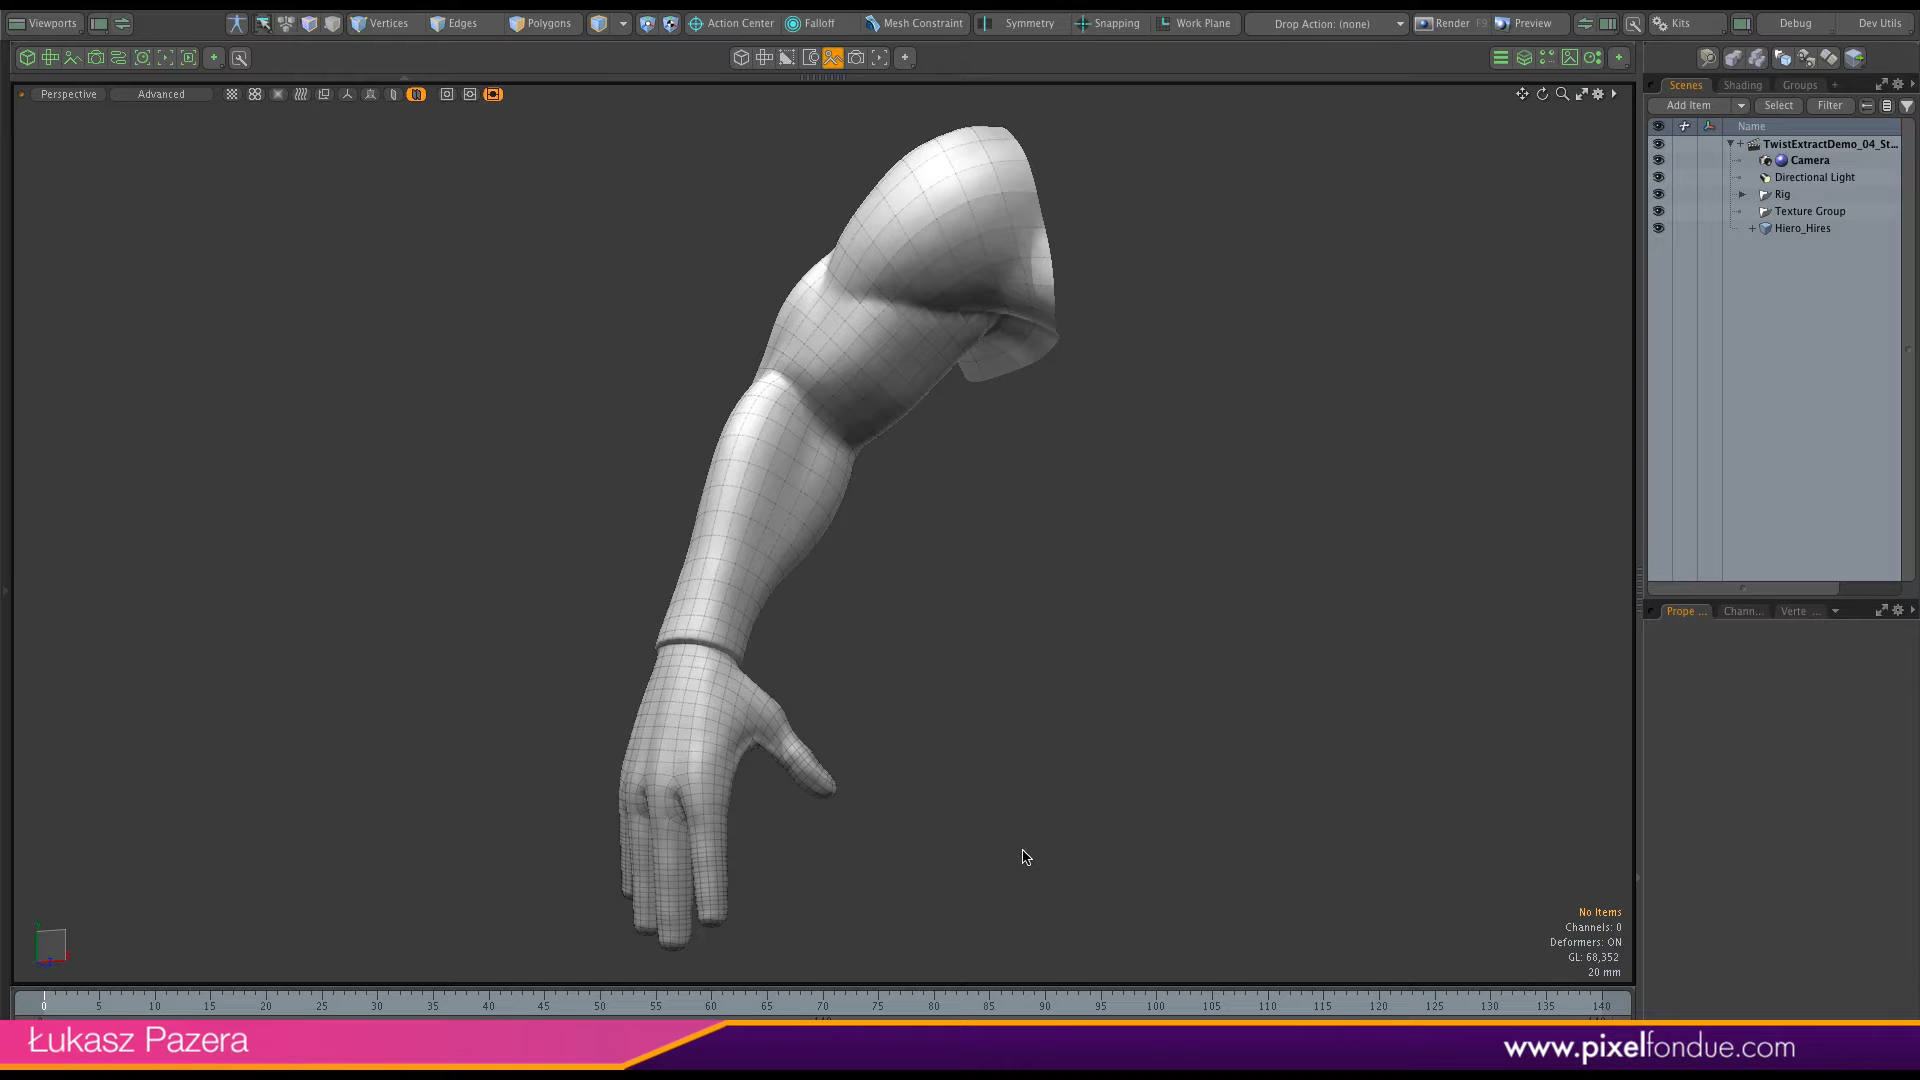 Viewports Vertices Edges Polygons Action Center Falloff Mesh Constraint Symmetry Snapping Work Plane Drop Action: (none) Render F9 Preview Kits Debug Dev Utils
Perspective Advanced
Scenes Shading Groups +
Add Item Select Filter
Name
TwistExtractDemo_04_St...
Camera
Directional Light
Rig
Texture Group
Hiero_Hires
Prope ... Chann... Verte ...
No Items
Channels: 0
Deformers: ON
GL: 68,352
20 mm
0 5 10 15 20 25 30 35 40 45 50 55 60 65 70 75 80 85 90 95 100 105 110 115 120 125 130 135 140
Łukasz Pazera
www.pixelfondue.com